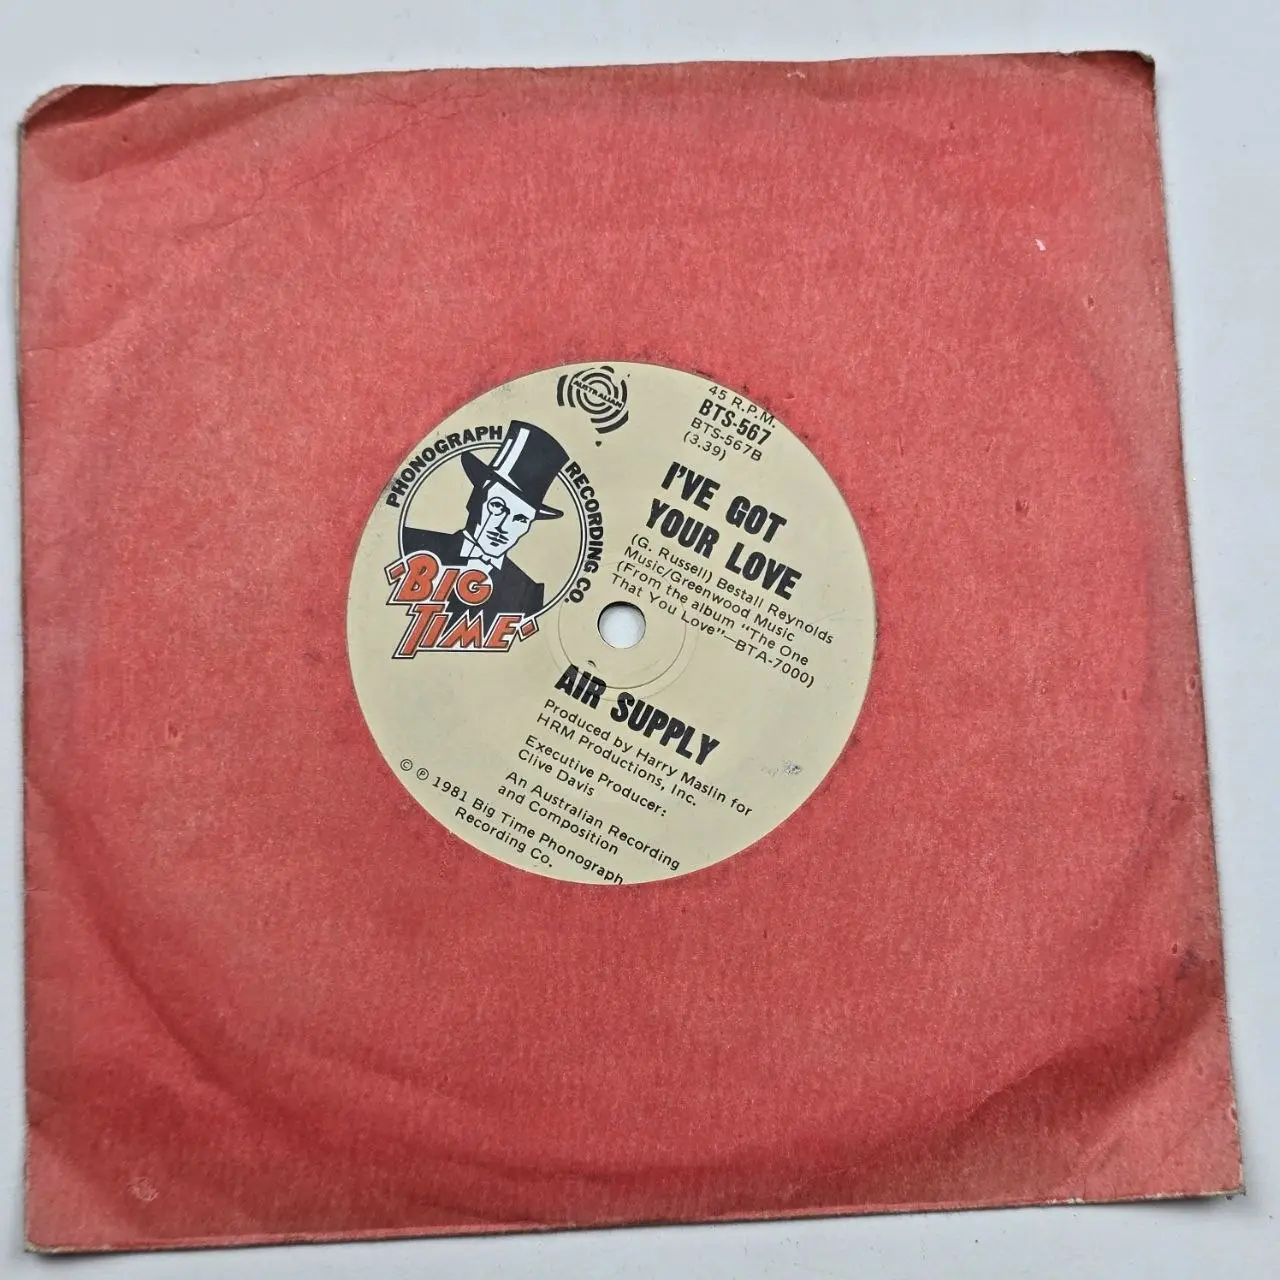 AUSTRALIAN
45 R.P.M.
BTS-567
BTS-567B
(3.39)
PHONOGRAPH RECORDING CO.
BIG
TIME
I'VE GOT
YOUR LOVE
(G. Russell) Bestall Reynolds
Music/Greenwood Music
(From the album "The One
That You Love"—BTA-7000)
AIR SUPPLY
Produced by Harry Maslin for
HRM Productions, Inc.
Executive Producer:
Clive Davis
An Australian Recording
and Composition
© ℗ 1981 Big Time Phonograph
Recording Co.